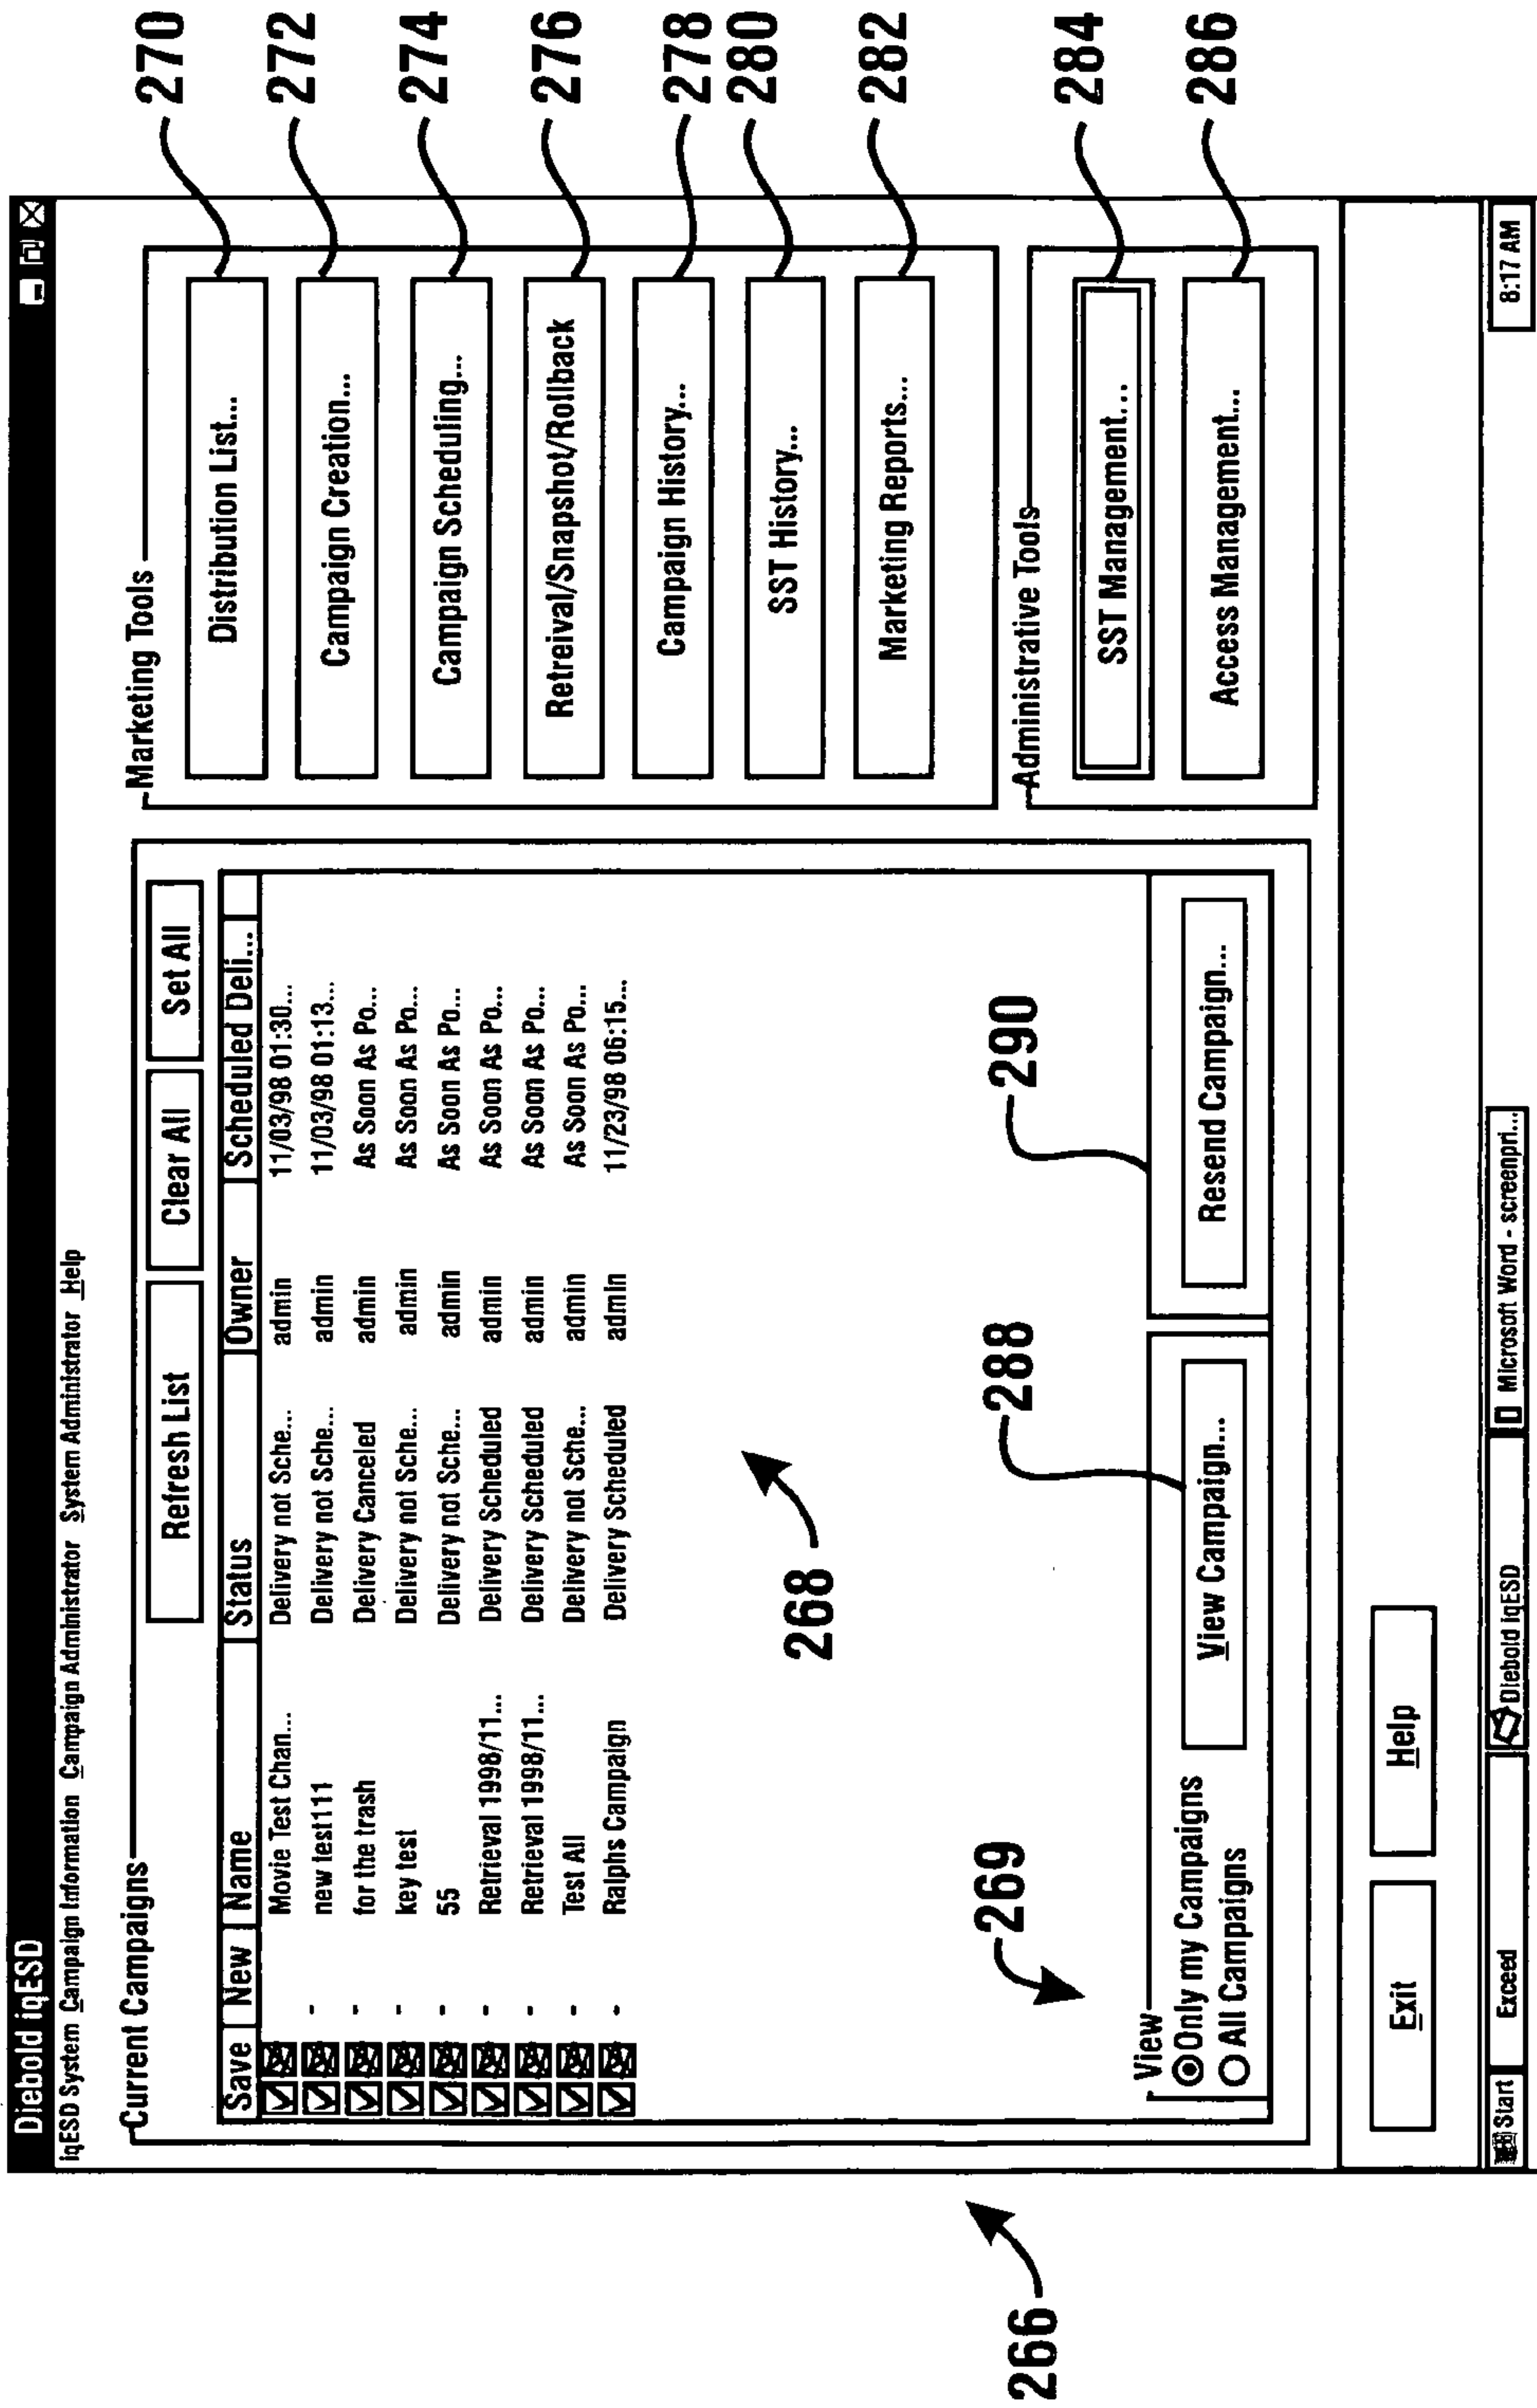 Diebold iqESD
iqESD System Campaign Information Campaign Administrator System Administrator Help
Current Campaigns
Refresh List Clear All Set All
Save New Name Status Owner Scheduled Deli...
Movie Test Chan... Delivery not Sche... admin 11/03/98 01:30...
- new test111 Delivery not Sche... admin 11/03/98 01:13...
- for the trash Delivery Canceled admin As Soon As Po...
- key test Delivery not Sche... admin As Soon As Po...
- 55 Delivery not Sche... admin As Soon As Po...
- Retrieval 1998/11... Delivery Scheduled admin As Soon As Po...
- Retrieval 1998/11... Delivery Scheduled admin As Soon As Po...
- Test All Delivery not Sche... admin As Soon As Po...
- Ralphs Campaign Delivery Scheduled admin 11/23/98 06:15...
268
269
288
290
View
Only my Campaigns
All Campaigns
View Campaign...
Resend Campaign...
Marketing Tools
Distribution List... 270
Campaign Creation... 272
Campaign Scheduling... 274
Retreival/Snapshot/Rollback 276
Campaign History... 278
SST History... 280
Marketing Reports... 282
Administrative Tools
SST Management... 284
Access Management... 286
266
Exit Help
Start Exceed Diebold iqESD Microsoft Word - screenpri... 8:17 AM